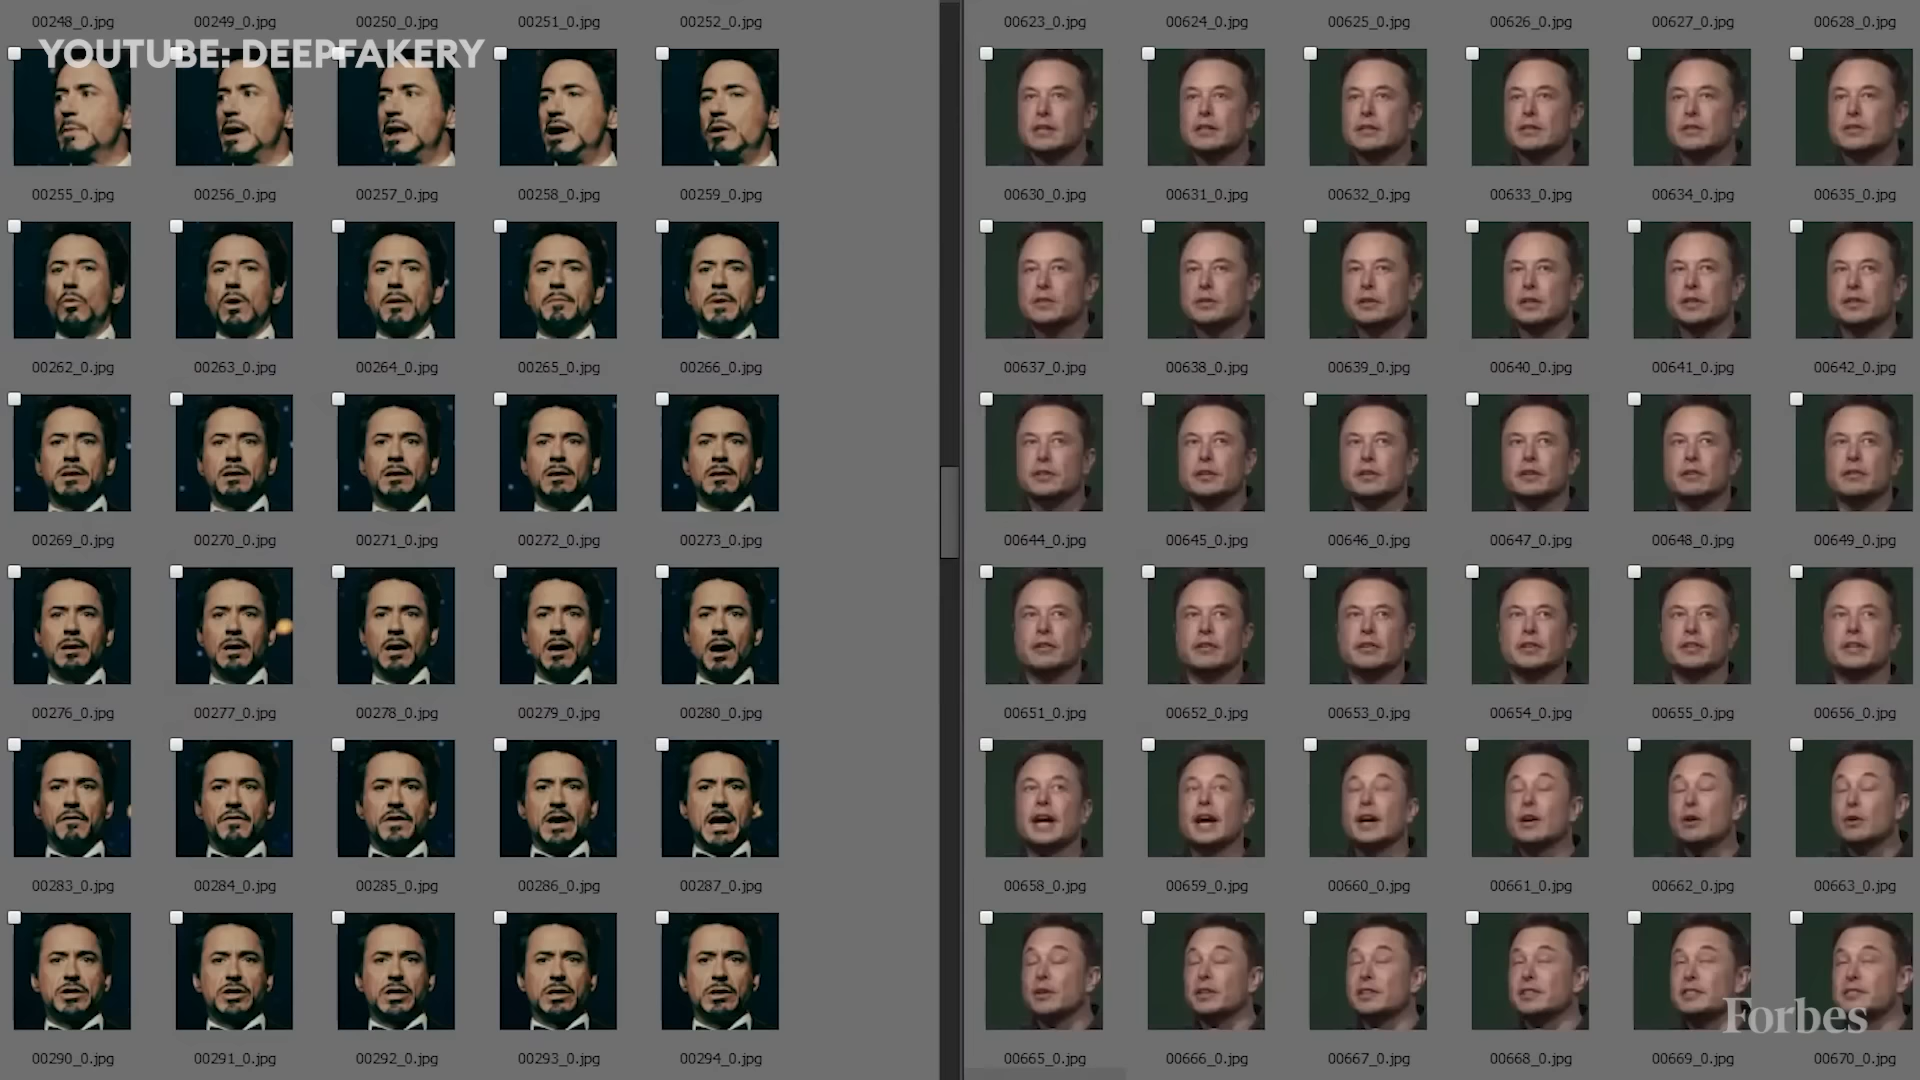 00248_0.jpg 00249_0.jpg 00250_0.jpg 00251_0.jpg 00252_0.jpg 00623_0.jpg 00624_0.jpg 00625_0.jpg 00626_0.jpg 00627_0.jpg 00628_0.jpg
YOUTUBE: DEEPFAKERY
00255_0.jpg 00256_0.jpg 00257_0.jpg 00258_0.jpg 00259_0.jpg 00630_0.jpg 00631_0.jpg 00632_0.jpg 00633_0.jpg 00634_0.jpg 00635_0.jpg
00262_0.jpg 00263_0.jpg 00264_0.jpg 00265_0.jpg 00266_0.jpg 00637_0.jpg 00638_0.jpg 00639_0.jpg 00640_0.jpg 00641_0.jpg 00642_0.jpg
00269_0.jpg 00270_0.jpg 00271_0.jpg 00272_0.jpg 00273_0.jpg 00644_0.jpg 00645_0.jpg 00646_0.jpg 00647_0.jpg 00648_0.jpg 00649_0.jpg
00276_0.jpg 00277_0.jpg 00278_0.jpg 00279_0.jpg 00280_0.jpg 00651_0.jpg 00652_0.jpg 00653_0.jpg 00654_0.jpg 00655_0.jpg 00656_0.jpg
00283_0.jpg 00284_0.jpg 00285_0.jpg 00286_0.jpg 00287_0.jpg 00658_0.jpg 00659_0.jpg 00660_0.jpg 00661_0.jpg 00662_0.jpg 00663_0.jpg
Forbes
00290_0.jpg 00291_0.jpg 00292_0.jpg 00293_0.jpg 00294_0.jpg 00665_0.jpg 00666_0.jpg 00667_0.jpg 00668_0.jpg 00669_0.jpg 00670_0.jpg